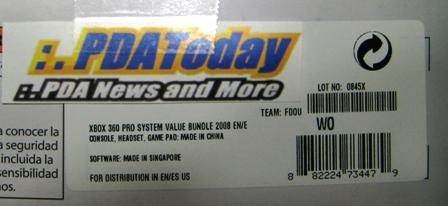 :. PDAToday
:. PDA News and More
LOT NO: 0845X
TEAM: FDOU
WO
XBOX 360 PRO SYSTEM VALUE BUNDLE 2008 EN/E
CONSOLE, HEADSET, GAME PAD: MADE IN CHINA
SOFTWARE: MADE IN SINGAPORE
FOR DISTRIBUTION IN EN/ES US
8 82224 73447 9
a conocer la
a seguridad
incluida la
sensibilidad
nos.